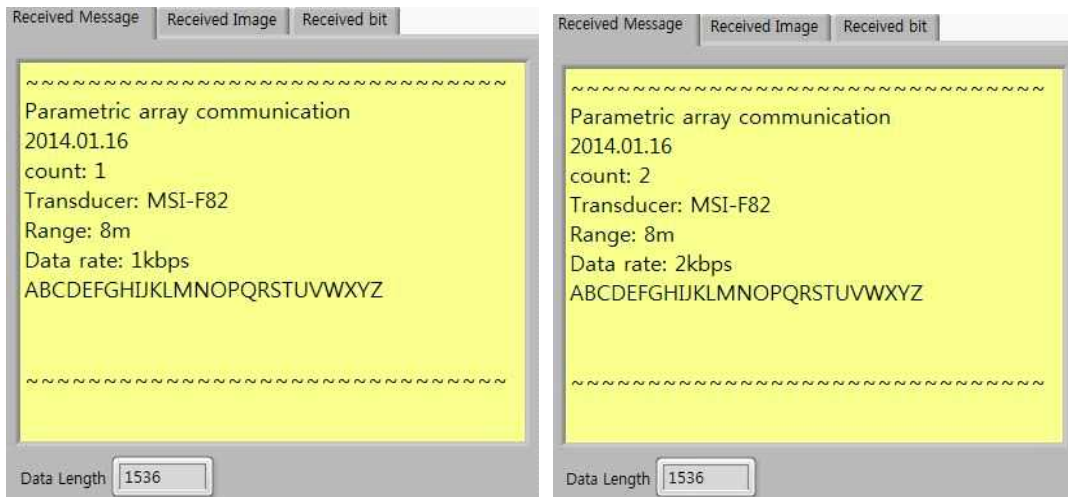 Received Message Received Image Received bit
~~~~~~~~~~~~~~~~~~~~~~~~~~~~~~~
Parametric array communication
2014.01.16
count: 1
Transducer: MSI-F82
Range: 8m
Data rate: 1kbps
ABCDEFGHIJKLMNOPQRSTUVWXYZ
~~~~~~~~~~~~~~~~~~~~~~~~~~~~~~~
Data Length 1536
Received Message Received Image Received bit
~~~~~~~~~~~~~~~~~~~~~~~~~~~~~~~
Parametric array communication
2014.01.16
count: 2
Transducer: MSI-F82
Range: 8m
Data rate: 2kbps
ABCDEFGHIJKLMNOPQRSTUVWXYZ
~~~~~~~~~~~~~~~~~~~~~~~~~~~~~~~
Data Length 1536